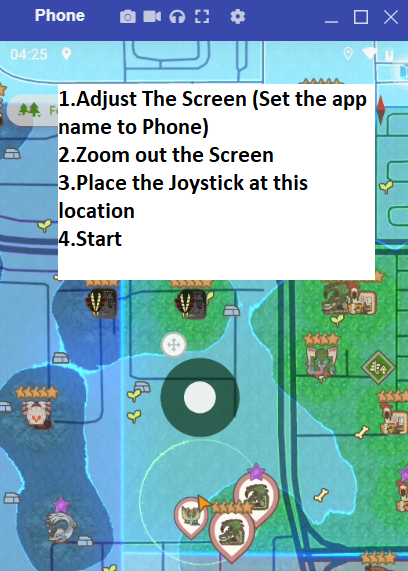 Phone
04:25
1.Adjust The Screen (Set the app
name to Phone)
2.Zoom out the Screen
3.Place the Joystick at this
location
4.Start